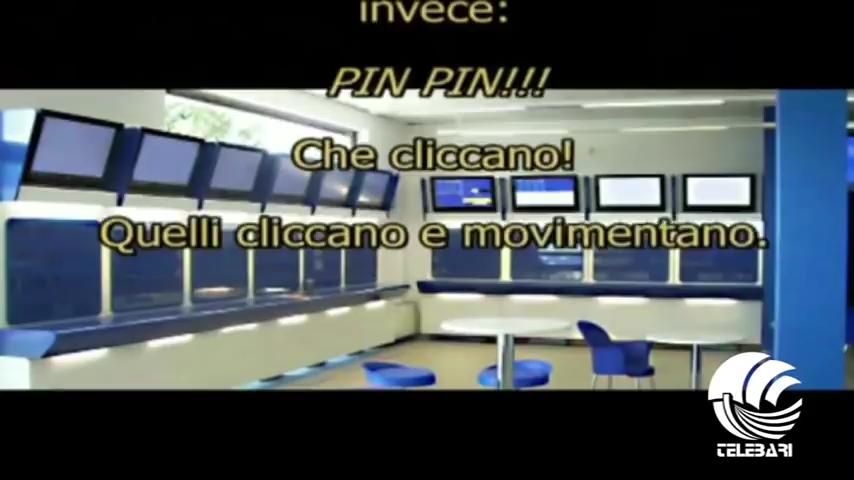 invece:
PIN PIN!!!
Che cliccano!
Quelli cliccano e movimentano.
TELEBARI